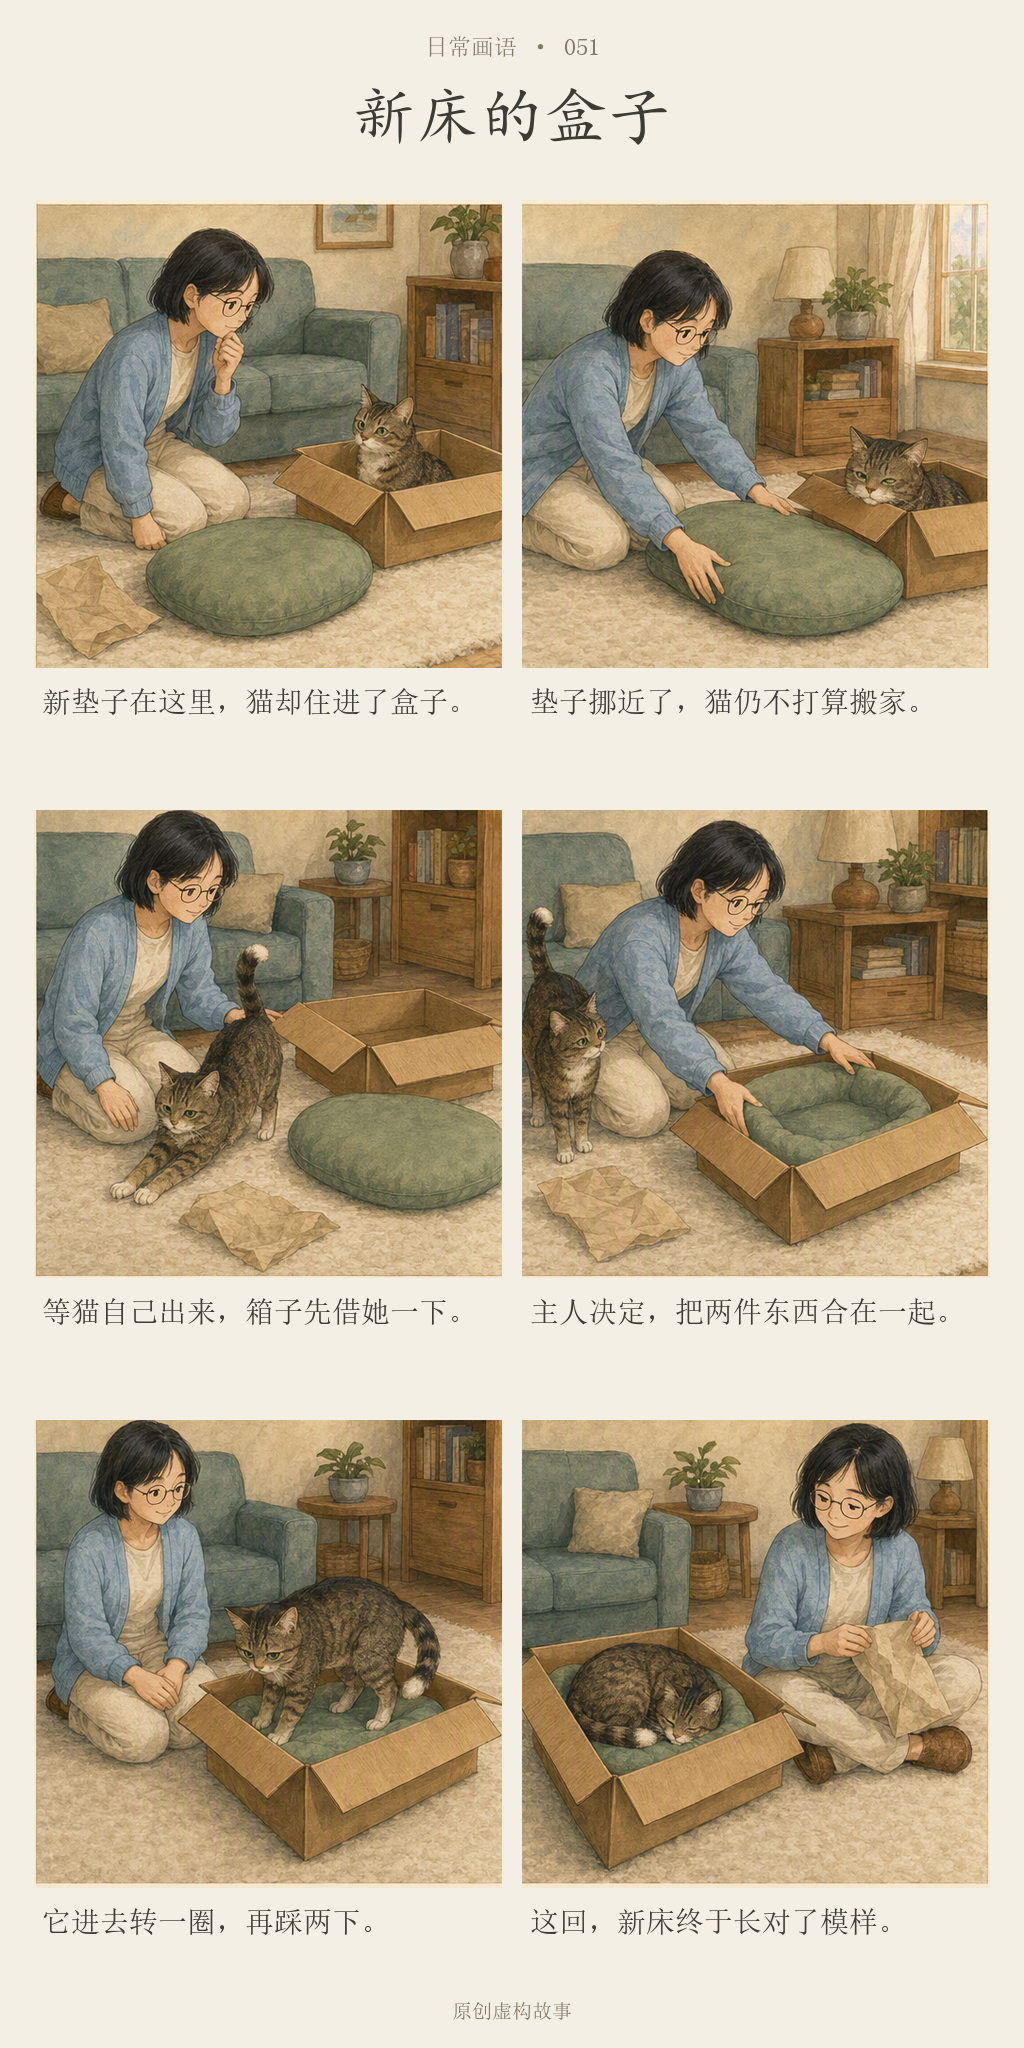 日常画语 • 051
新床的盒子
新垫子在这里，猫却住进了盒子。
垫子挪近了，猫仍不打算搬家。
等猫自己出来，箱子先借她一下。
主人决定，把两件东西合在一起。
它进去转一圈，再踩两下。
这回，新床终于长对了模样。
原创虚构故事